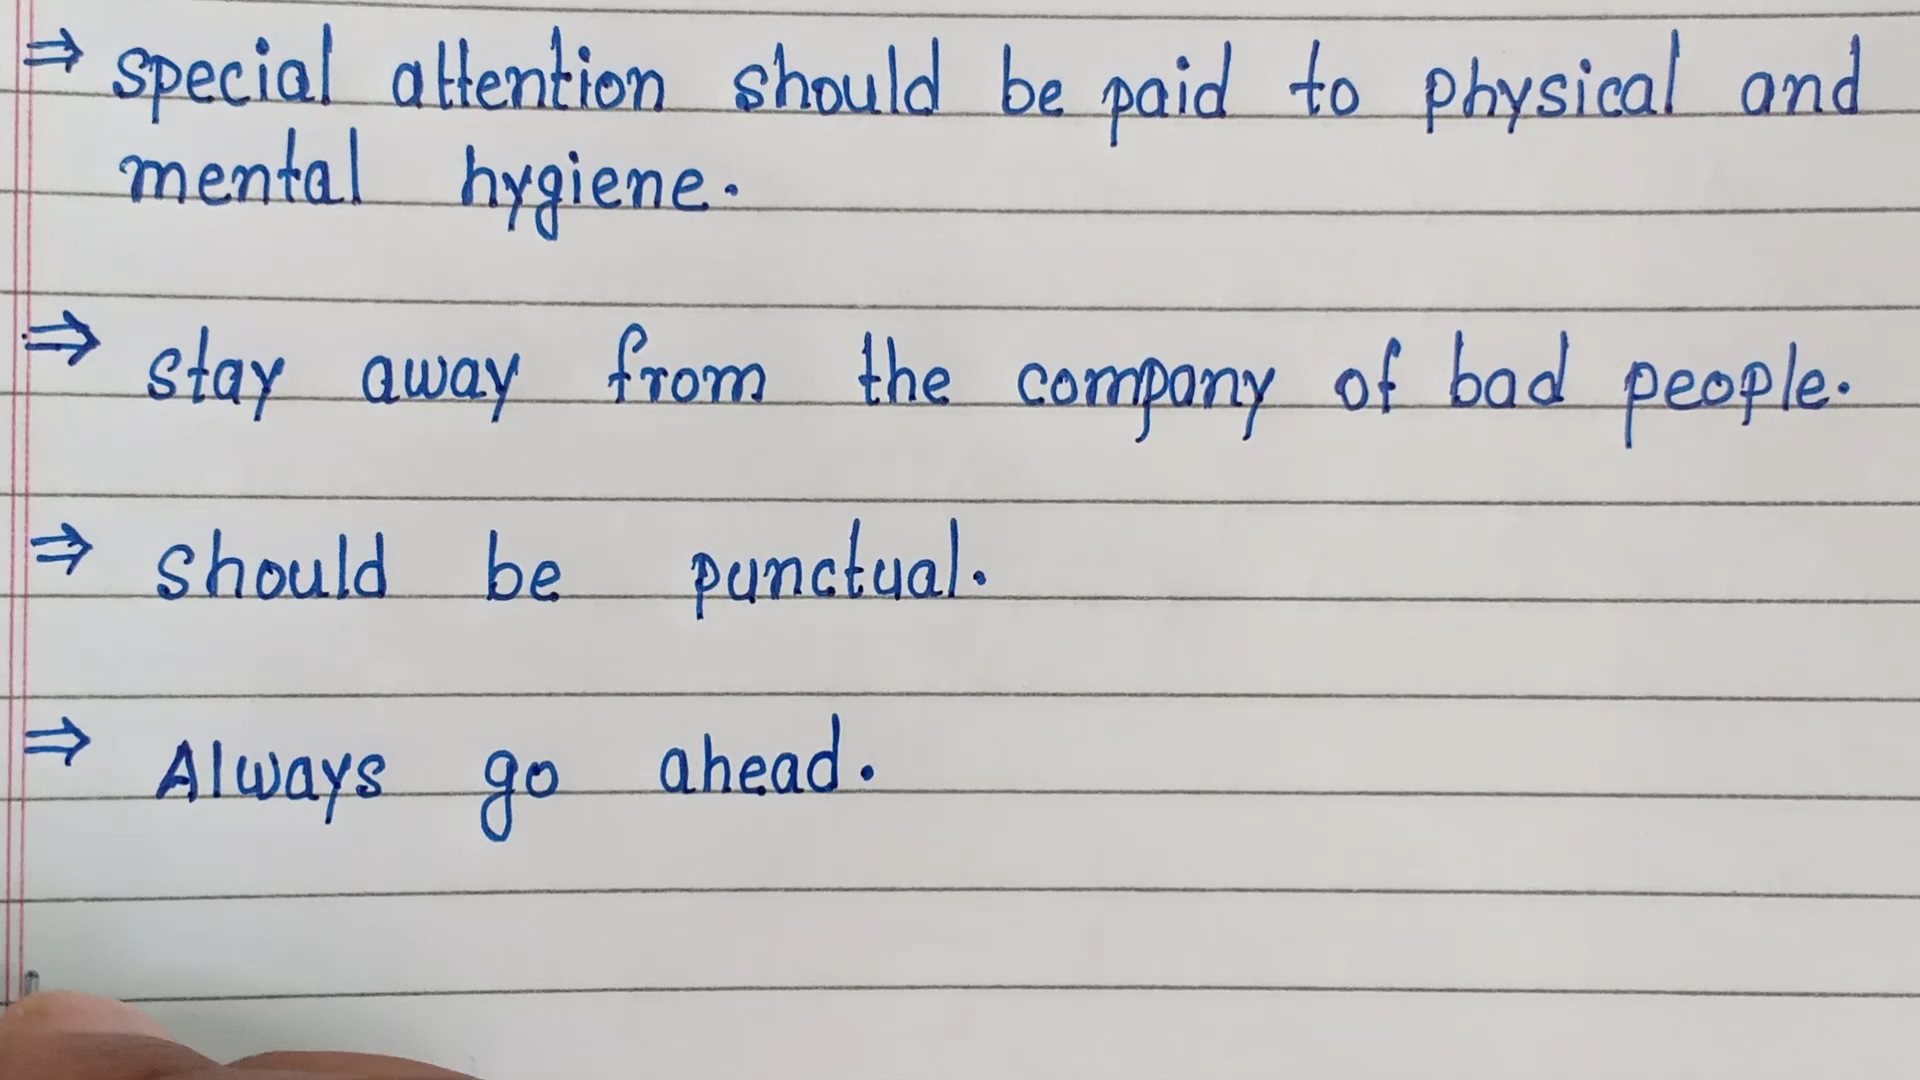 ⇒ special attention should be paid to physical and
mental hygiene.
⇒ stay away from the company of bad people.
⇒ should be punctual.
⇒ Always go ahead.